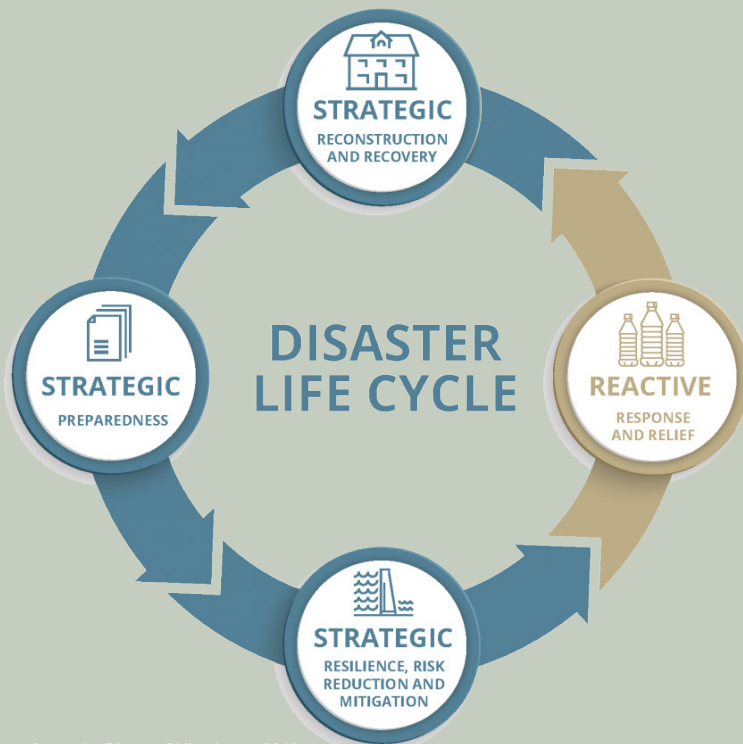 STRATEGIC
RECONSTRUCTION
AND RECOVERY
DISASTER
LIFE CYCLE
STRATEGIC
PREPAREDNESS
REACTIVE
RESPONSE
AND RELIEF
STRATEGIC
RESILIENCE, RISK
REDUCTION AND
MITIGATION